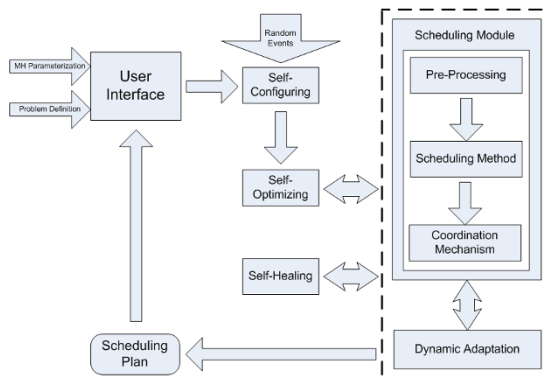 Random
Events
Scheduling Module
MH Parameterization
User
Interface
Self-
Configuring
Pre-Processing
Problem Definition
Scheduling Method
Self-
Optimizing
Coordination
Mechanism
Self-Healing
Scheduling
Plan
Dynamic Adaptation